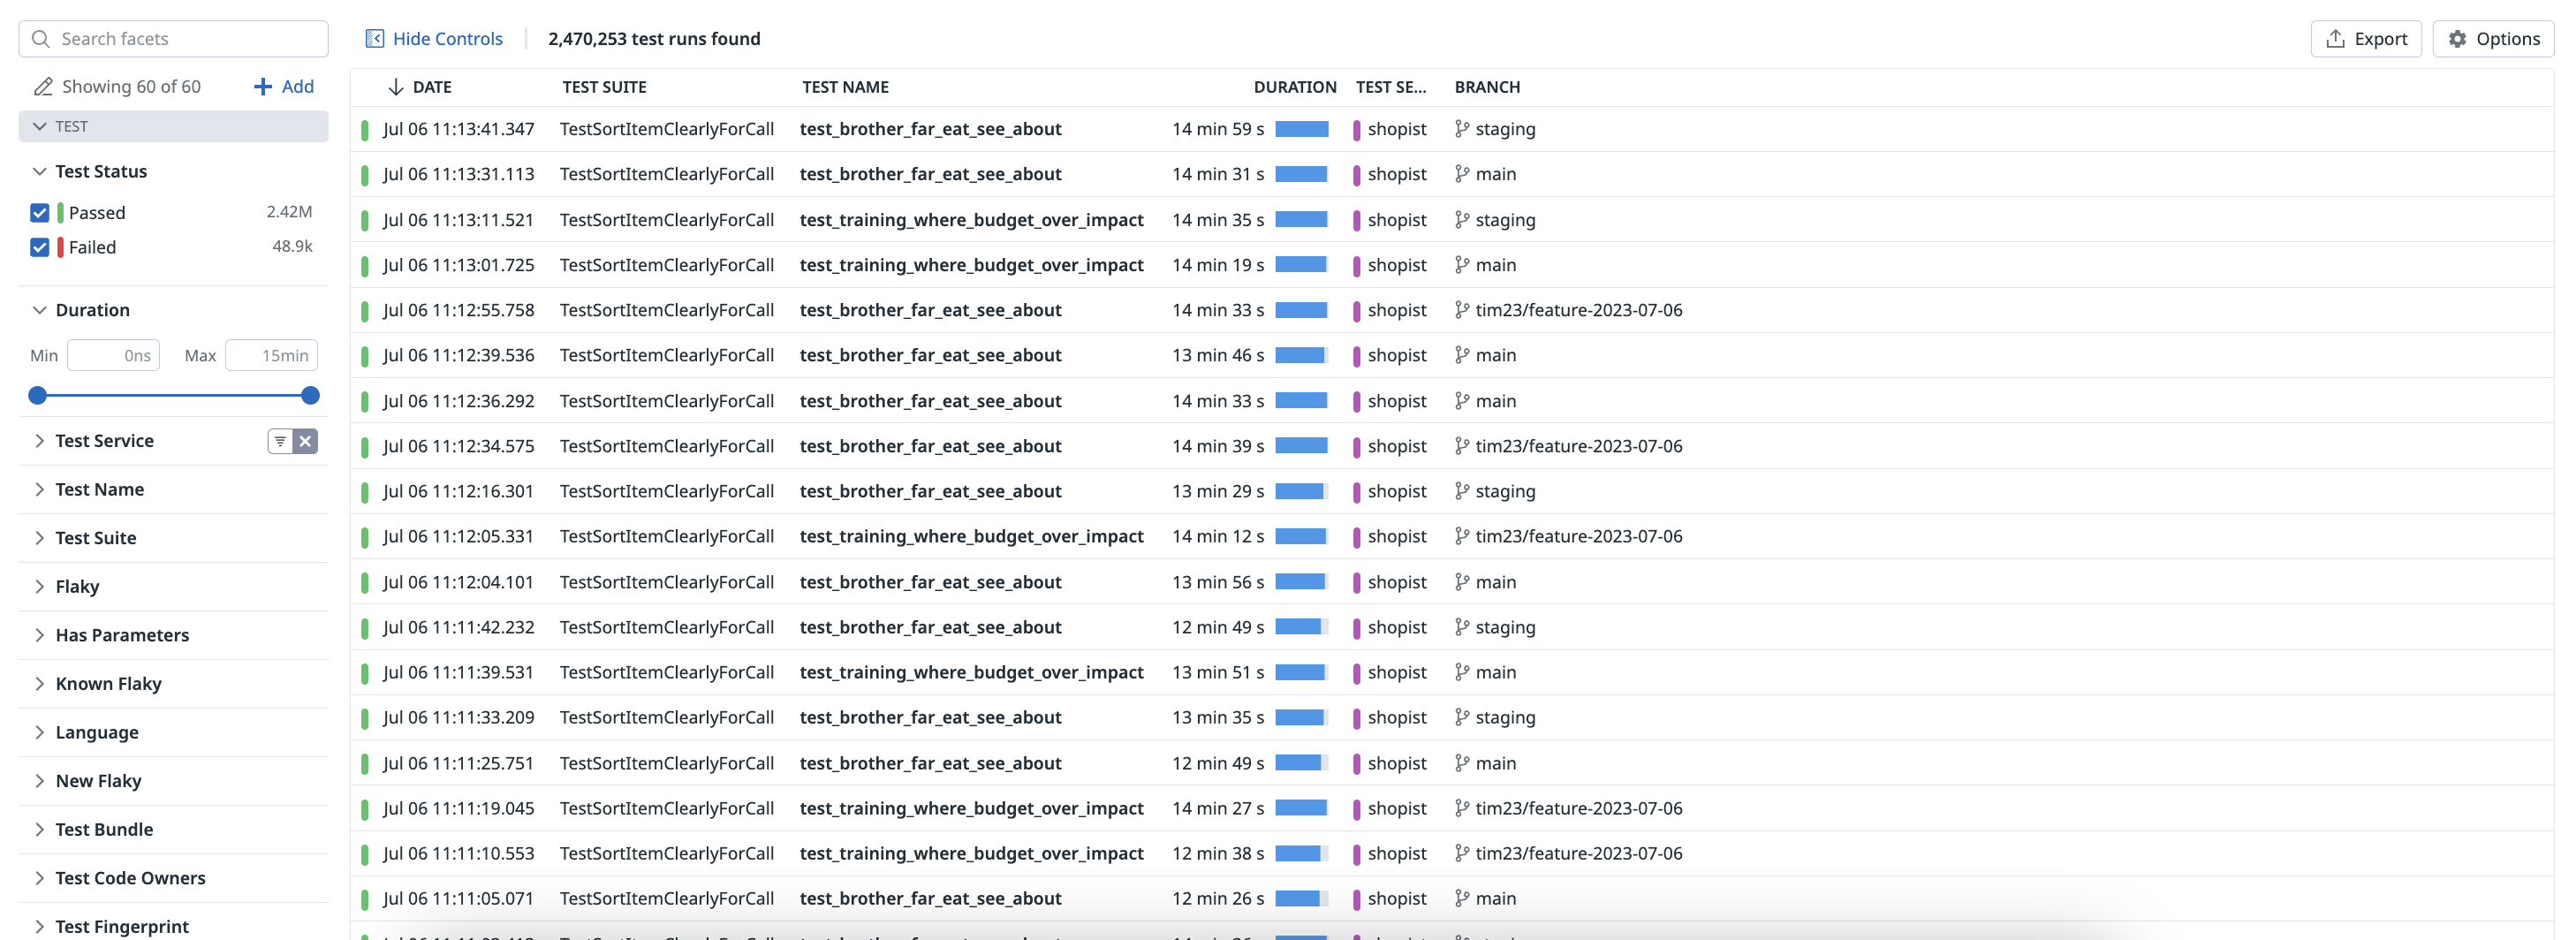 Search facets
Hide Controls
2,470,253 test runs found
Export
Options
Showing 60 of 60
Add
TEST
Test Status
Passed 2.42M
Failed 48.9k
Duration
Min 0ns Max 15min
Test Service
Test Name
Test Suite
Flaky
Has Parameters
Known Flaky
Language
New Flaky
Test Bundle
Test Code Owners
Test Fingerprint
DATE TEST SUITE TEST NAME DURATION TEST SE... BRANCH
Jul 06 11:13:41.347 TestSortItemClearlyForCall test_brother_far_eat_see_about 14 min 59 s shopist staging
Jul 06 11:13:31.113 TestSortItemClearlyForCall test_brother_far_eat_see_about 14 min 31 s shopist main
Jul 06 11:13:11.521 TestSortItemClearlyForCall test_training_where_budget_over_impact 14 min 35 s shopist staging
Jul 06 11:13:01.725 TestSortItemClearlyForCall test_training_where_budget_over_impact 14 min 19 s shopist main
Jul 06 11:12:55.758 TestSortItemClearlyForCall test_brother_far_eat_see_about 14 min 33 s shopist tim23/feature-2023-07-06
Jul 06 11:12:39.536 TestSortItemClearlyForCall test_brother_far_eat_see_about 13 min 46 s shopist main
Jul 06 11:12:36.292 TestSortItemClearlyForCall test_brother_far_eat_see_about 14 min 33 s shopist main
Jul 06 11:12:34.575 TestSortItemClearlyForCall test_brother_far_eat_see_about 14 min 39 s shopist tim23/feature-2023-07-06
Jul 06 11:12:16.301 TestSortItemClearlyForCall test_brother_far_eat_see_about 13 min 29 s shopist staging
Jul 06 11:12:05.331 TestSortItemClearlyForCall test_training_where_budget_over_impact 14 min 12 s shopist tim23/feature-2023-07-06
Jul 06 11:12:04.101 TestSortItemClearlyForCall test_brother_far_eat_see_about 13 min 56 s shopist main
Jul 06 11:11:42.232 TestSortItemClearlyForCall test_brother_far_eat_see_about 12 min 49 s shopist staging
Jul 06 11:11:39.531 TestSortItemClearlyForCall test_training_where_budget_over_impact 13 min 51 s shopist main
Jul 06 11:11:33.209 TestSortItemClearlyForCall test_brother_far_eat_see_about 13 min 35 s shopist staging
Jul 06 11:11:25.751 TestSortItemClearlyForCall test_brother_far_eat_see_about 12 min 49 s shopist main
Jul 06 11:11:19.045 TestSortItemClearlyForCall test_training_where_budget_over_impact 14 min 27 s shopist tim23/feature-2023-07-06
Jul 06 11:11:10.553 TestSortItemClearlyForCall test_training_where_budget_over_impact 12 min 38 s shopist tim23/feature-2023-07-06
Jul 06 11:11:05.071 TestSortItemClearlyForCall test_brother_far_eat_see_about 12 min 26 s shopist main